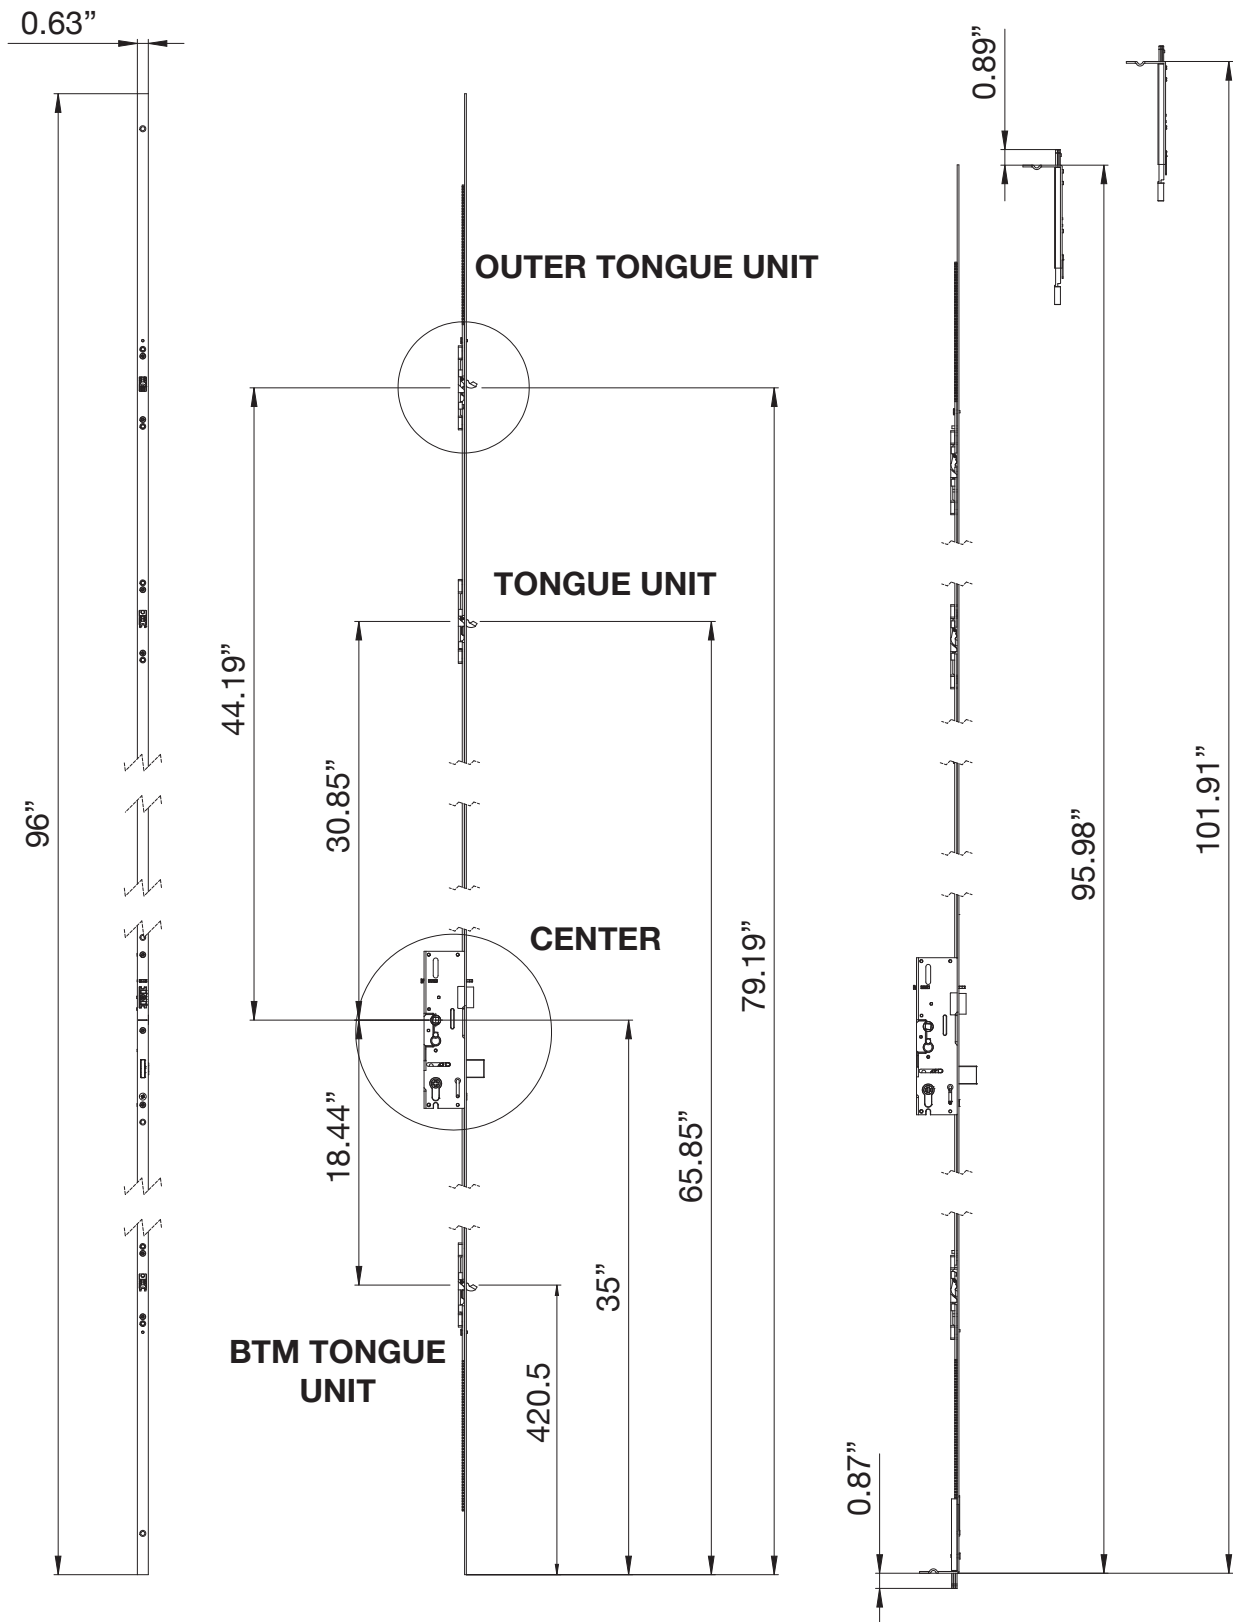 0.63”
0.89”
OUTER TONGUE UNIT
TONGUE UNIT
44.19”
30.85”
96”
101.91”
95.98”
CENTER
79.19”
18.44”
65.85”
35”
BTM TONGUE
UNIT
420.5
0.87”